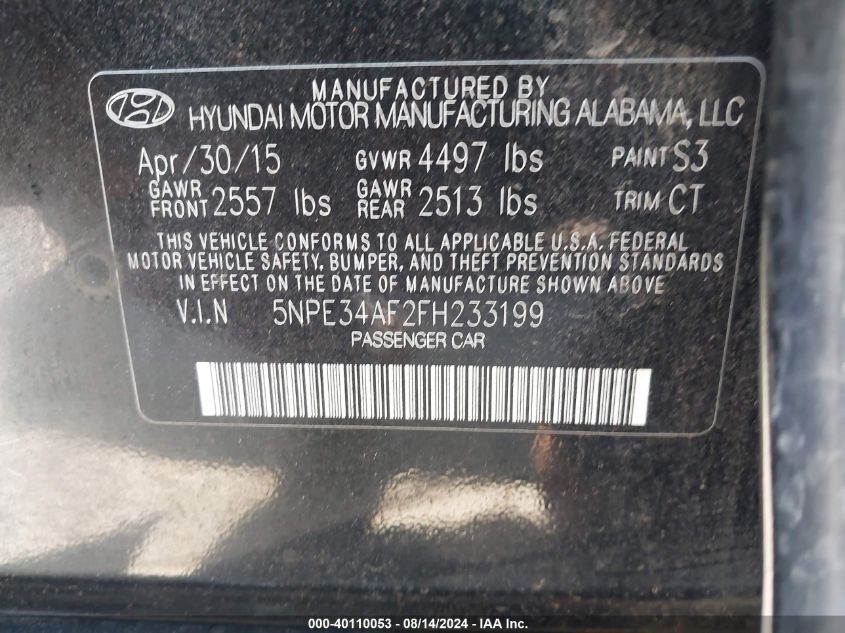 MANUFACTURED BY
HYUNDAI MOTOR MANUFACTURING ALABAMA, LLC
Apr/30/15 GVWR 4497 lbs PAINT S3
GAWR FRONT 2557 lbs GAWR REAR 2513 lbs TRIM CT
THIS VEHICLE CONFORMS TO ALL APPLICABLE U.S.A. FEDERAL
MOTOR VEHICLE SAFETY, BUMPER, AND THEFT PREVENTION STANDARDS
IN EFFECT ON THE DATE OF MANUFACTURE SHOWN ABOVE.
V.I.N 5NPE34AF2FH233199
PASSENGER CAR
000-40110053 - 08/14/2024 - IAA Inc.